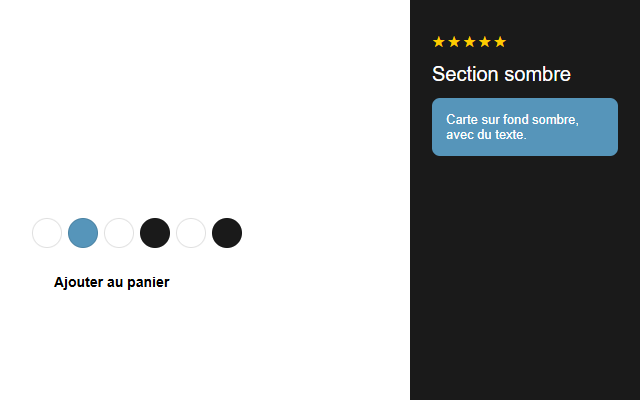 ★★★★★
Section sombre
Carte sur fond sombre,
avec du texte.
Ajouter au panier